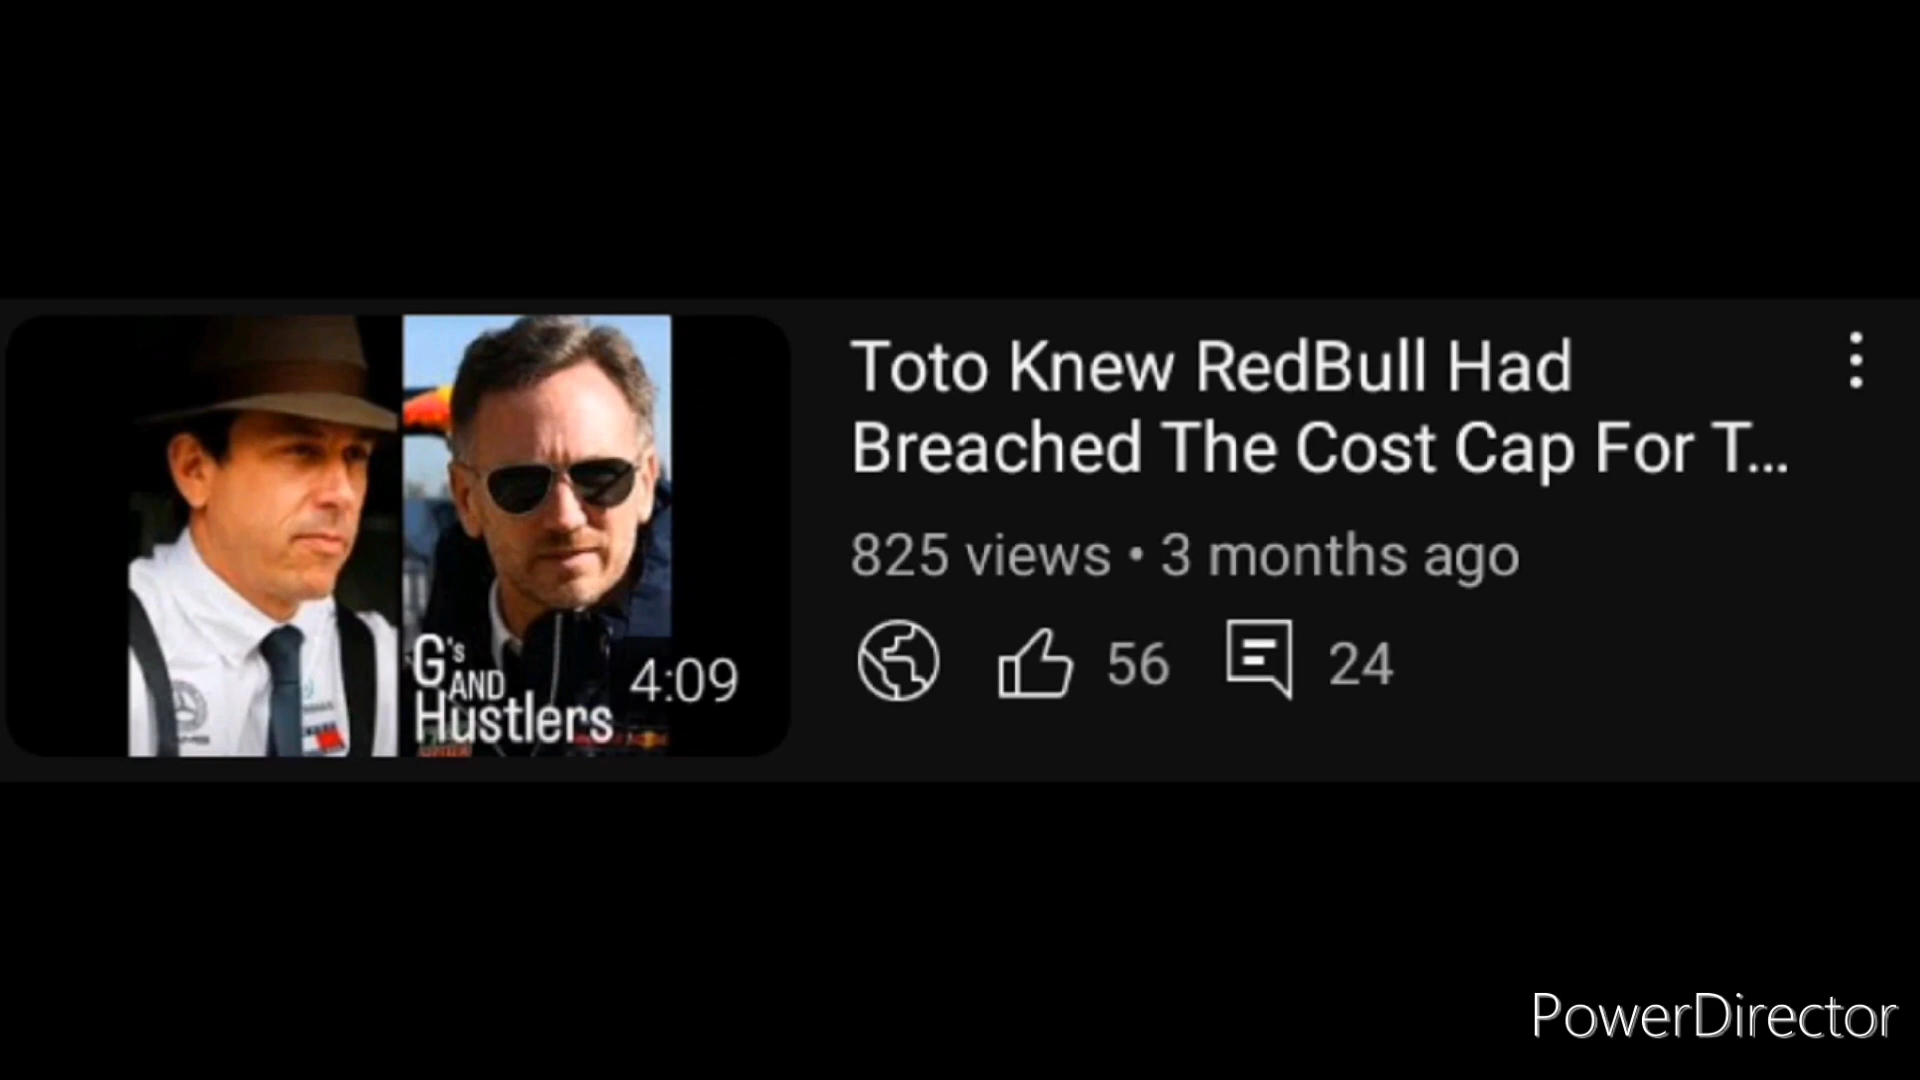 Toto Knew RedBull Had
Breached The Cost Cap For T...
825 views • 3 months ago
56 24
G's
AND
Hustlers
4:09
PowerDirector